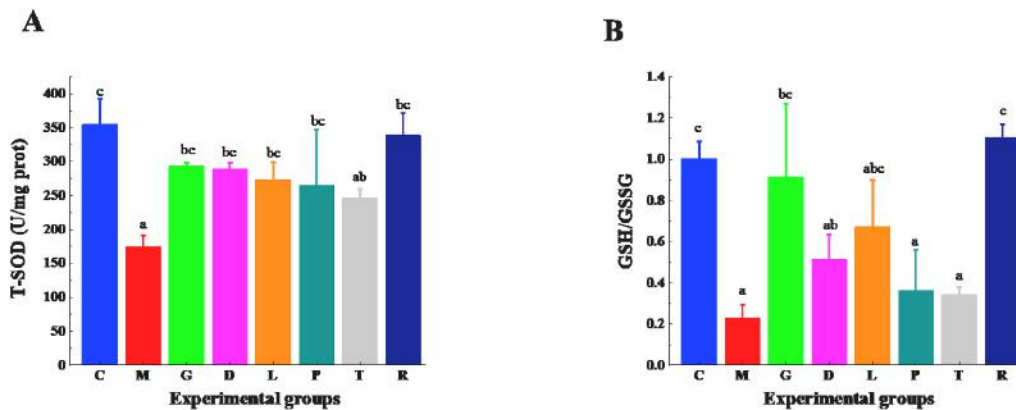 A
T-SOD (U/mg prot)
400
350
300
250
200
150
100
50
0
c
a
bc
bc
bc
bc
ab
bc
C M G D L P T R
Experimental groups
B
GSH/GSSG
1.4
1.2
1.0
0.8
0.6
0.4
0.2
0.0
c
a
bc
ab
abc
a
a
c
C M G D L P T R
Experimental groups